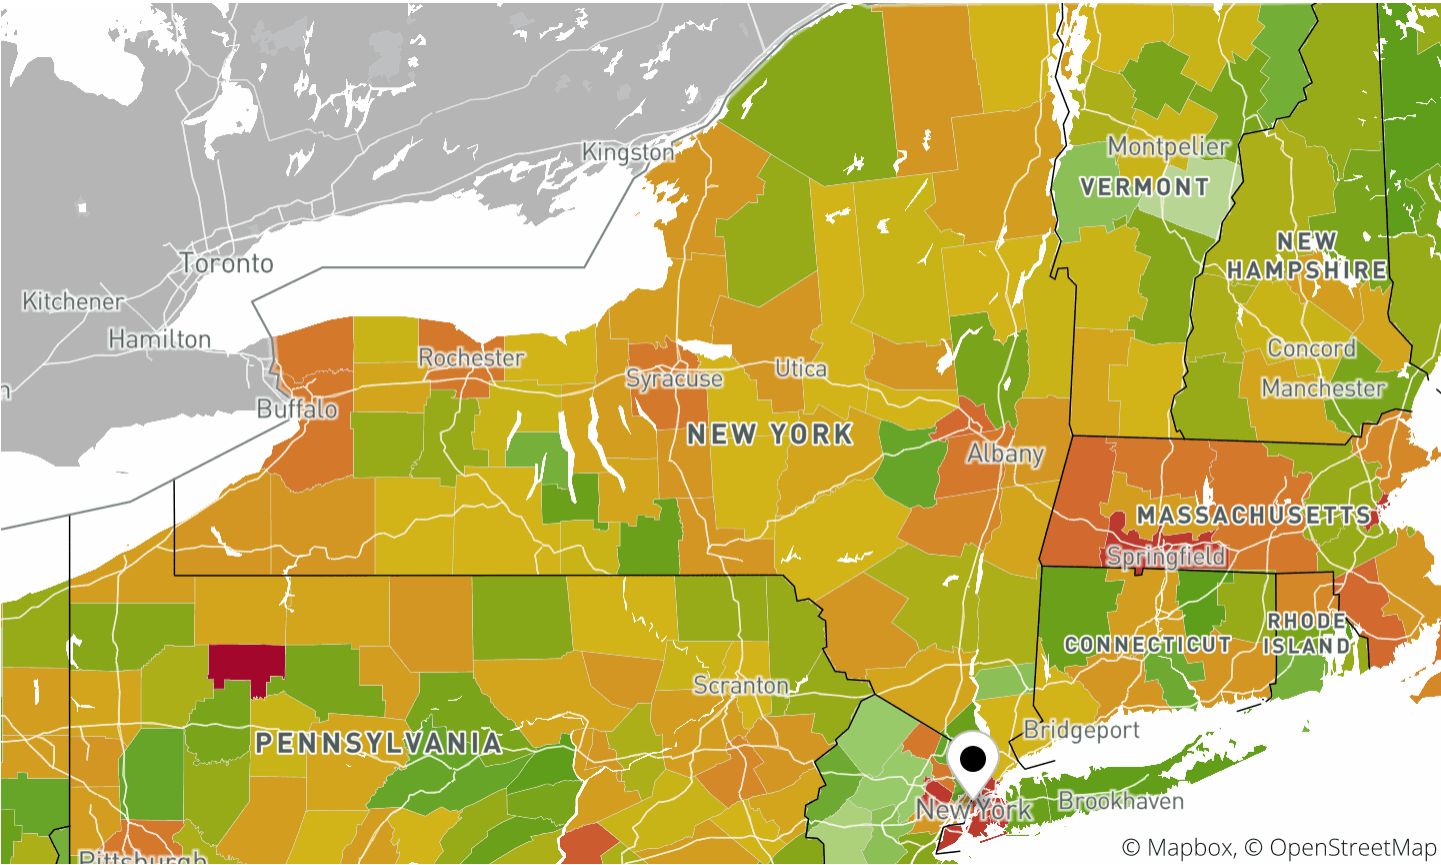 Kingston
Montpelier
VERMONT
Toronto
NEW
HAMPSHIRE
Kitchener
Hamilton
Rochester
Syracuse
Utica
Concord
Manchester
Buffalo
NEW YORK
Albany
MASSACHUSETTS
Springfield
CONNECTICUT
RHODE
ISLAND
Scranton
PENNSYLVANIA
Bridgeport
New York
Brookhaven
Pittsburgh
© Mapbox, © OpenStreetMap